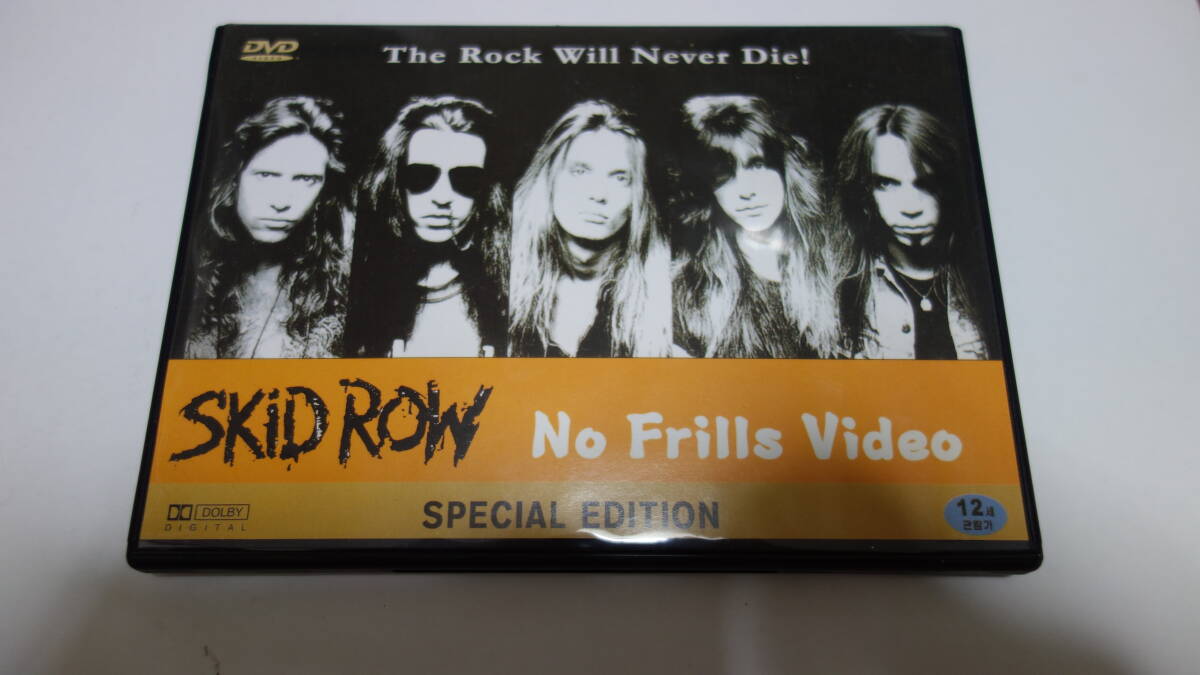 DVD
VIDEO
The Rock Will Never Die!
SKiD ROW
No Frills Video
DOLBY
DIGITAL
SPECIAL EDITION
12세
관람가